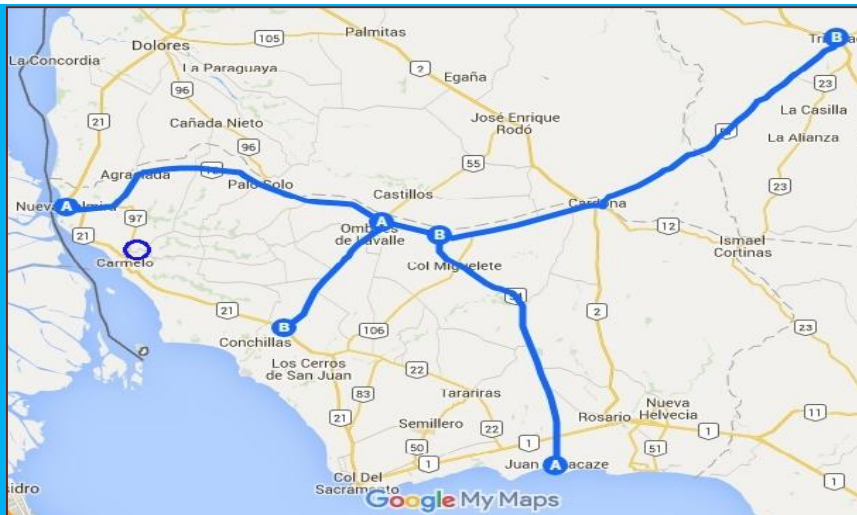 105
Palmitas
Dolores
La Concordia
La Paraguaya
2
Egaña
B
23
La Casilla
96
21
Cañada Nieto
José Enrique
Rodó
La Alianza
96
55
23
Agraciada
Palo Solo
Castillos
A
Cardona
97
A
Ombúes
de Lavalle
B
12
Ismael
Cortinas
21
Carmelo
Col Miguelete
21
B
Conchillas
106
2
23
Los Cerros
de San Juan
22
Tarariras
83
Nueva
Helvecia
11
21
Semillero
22
Rosario
1
50
1
51
1
Col Del
Sacramento
A
Juan
Google My Maps
1
isidro